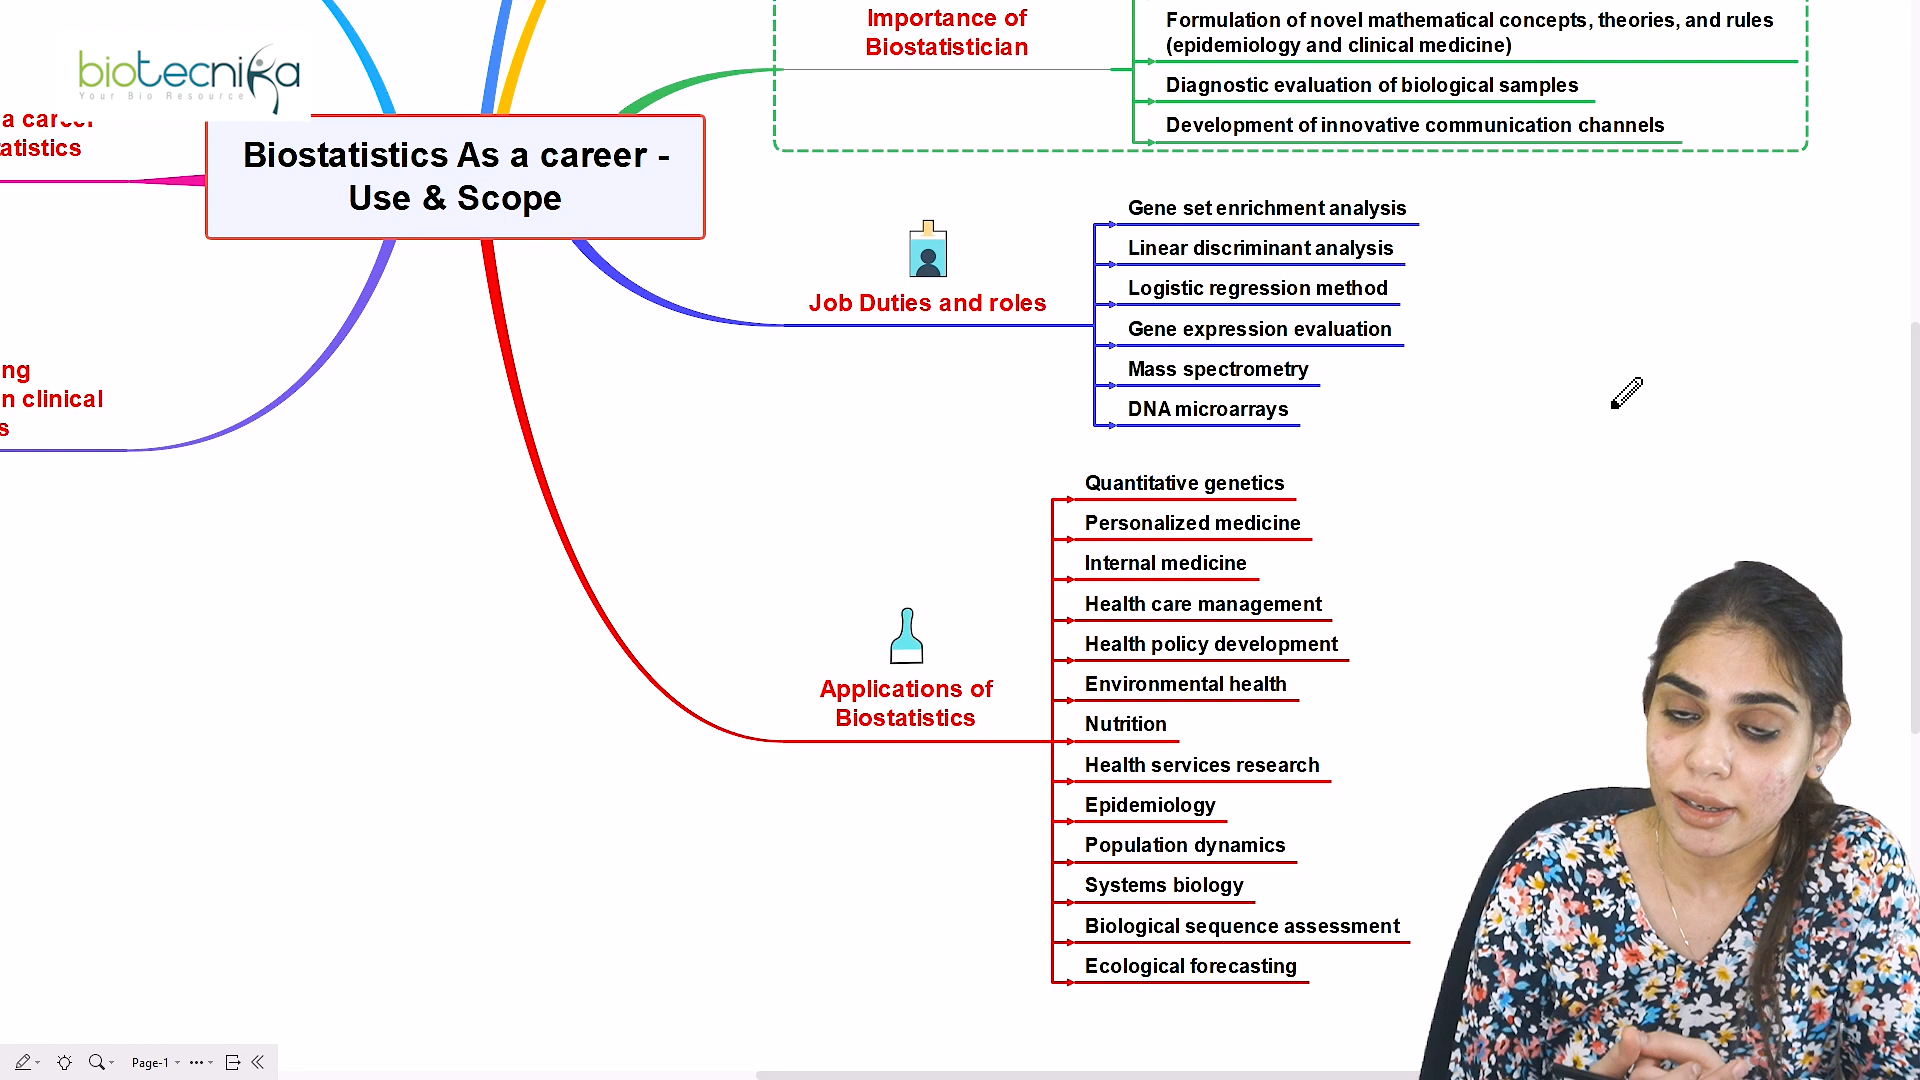 biotecnika
Your Bio Resource
a career
atistics
Biostatistics As a career -
Use & Scope
ng
n clinical
s
Importance of
Biostatistician
Formulation of novel mathematical concepts, theories, and rules
(epidemiology and clinical medicine)
Diagnostic evaluation of biological samples
Development of innovative communication channels
Job Duties and roles
Gene set enrichment analysis
Linear discriminant analysis
Logistic regression method
Gene expression evaluation
Mass spectrometry
DNA microarrays
Applications of
Biostatistics
Quantitative genetics
Personalized medicine
Internal medicine
Health care management
Health policy development
Environmental health
Nutrition
Health services research
Epidemiology
Population dynamics
Systems biology
Biological sequence assessment
Ecological forecasting
Page-1